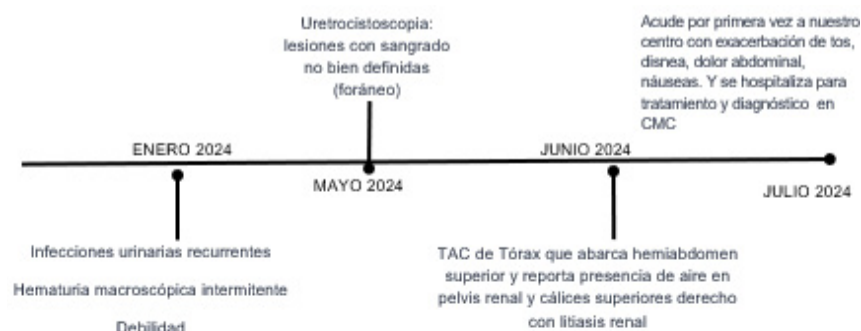 Uretrocistoscopia:
lesiones con sangrado
no bien definidas
(foráneo)
Acude por primera vez a nuestro
centro con exacerbación de tos,
disnea, dolor abdominal,
náuseas. Y se hospitaliza para
tratamiento y diagnóstico en
CMC
ENERO 2024
MAYO 2024
JUNIO 2024
JULIO 2024
Infecciones urinarias recurrentes
Hematuria macroscópica intermitente
Debilidad
TAC de Tórax que abarca hemiabdomen
superior y reporta presencia de aire en
pelvis renal y cálices superiores derecho
con litiasis renal